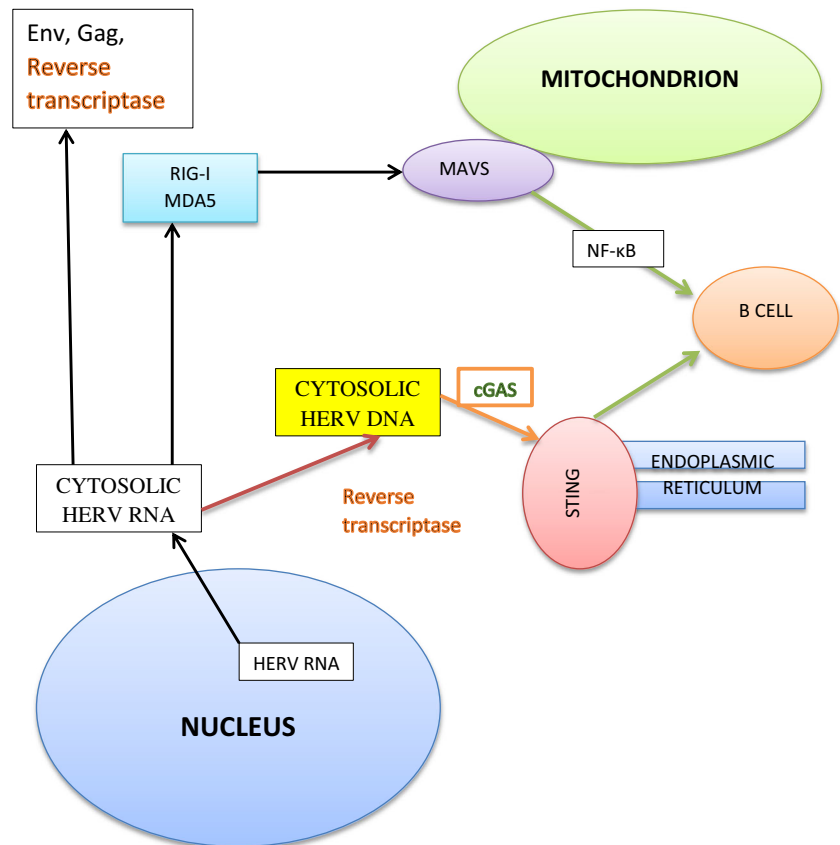 Env, Gag,
Reverse
transcriptase
MITOCHONDRION
RIG-I
MDA5
MAVS
NF-κB
B CELL
CYTOSOLIC
HERV DNA
cGAS
ENDOPLASMIC
RETICULUM
STING
CYTOSOLIC
HERV RNA
Reverse
transcriptase
HERV RNA
NUCLEUS